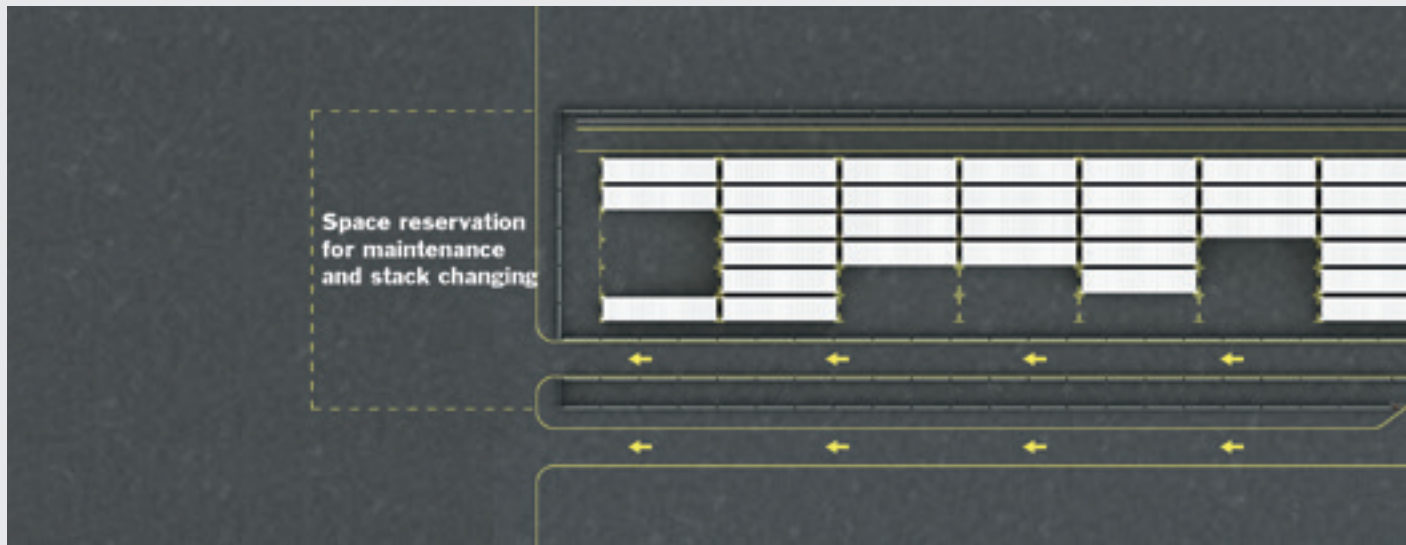 Space reservation
for maintenance
and stack changing